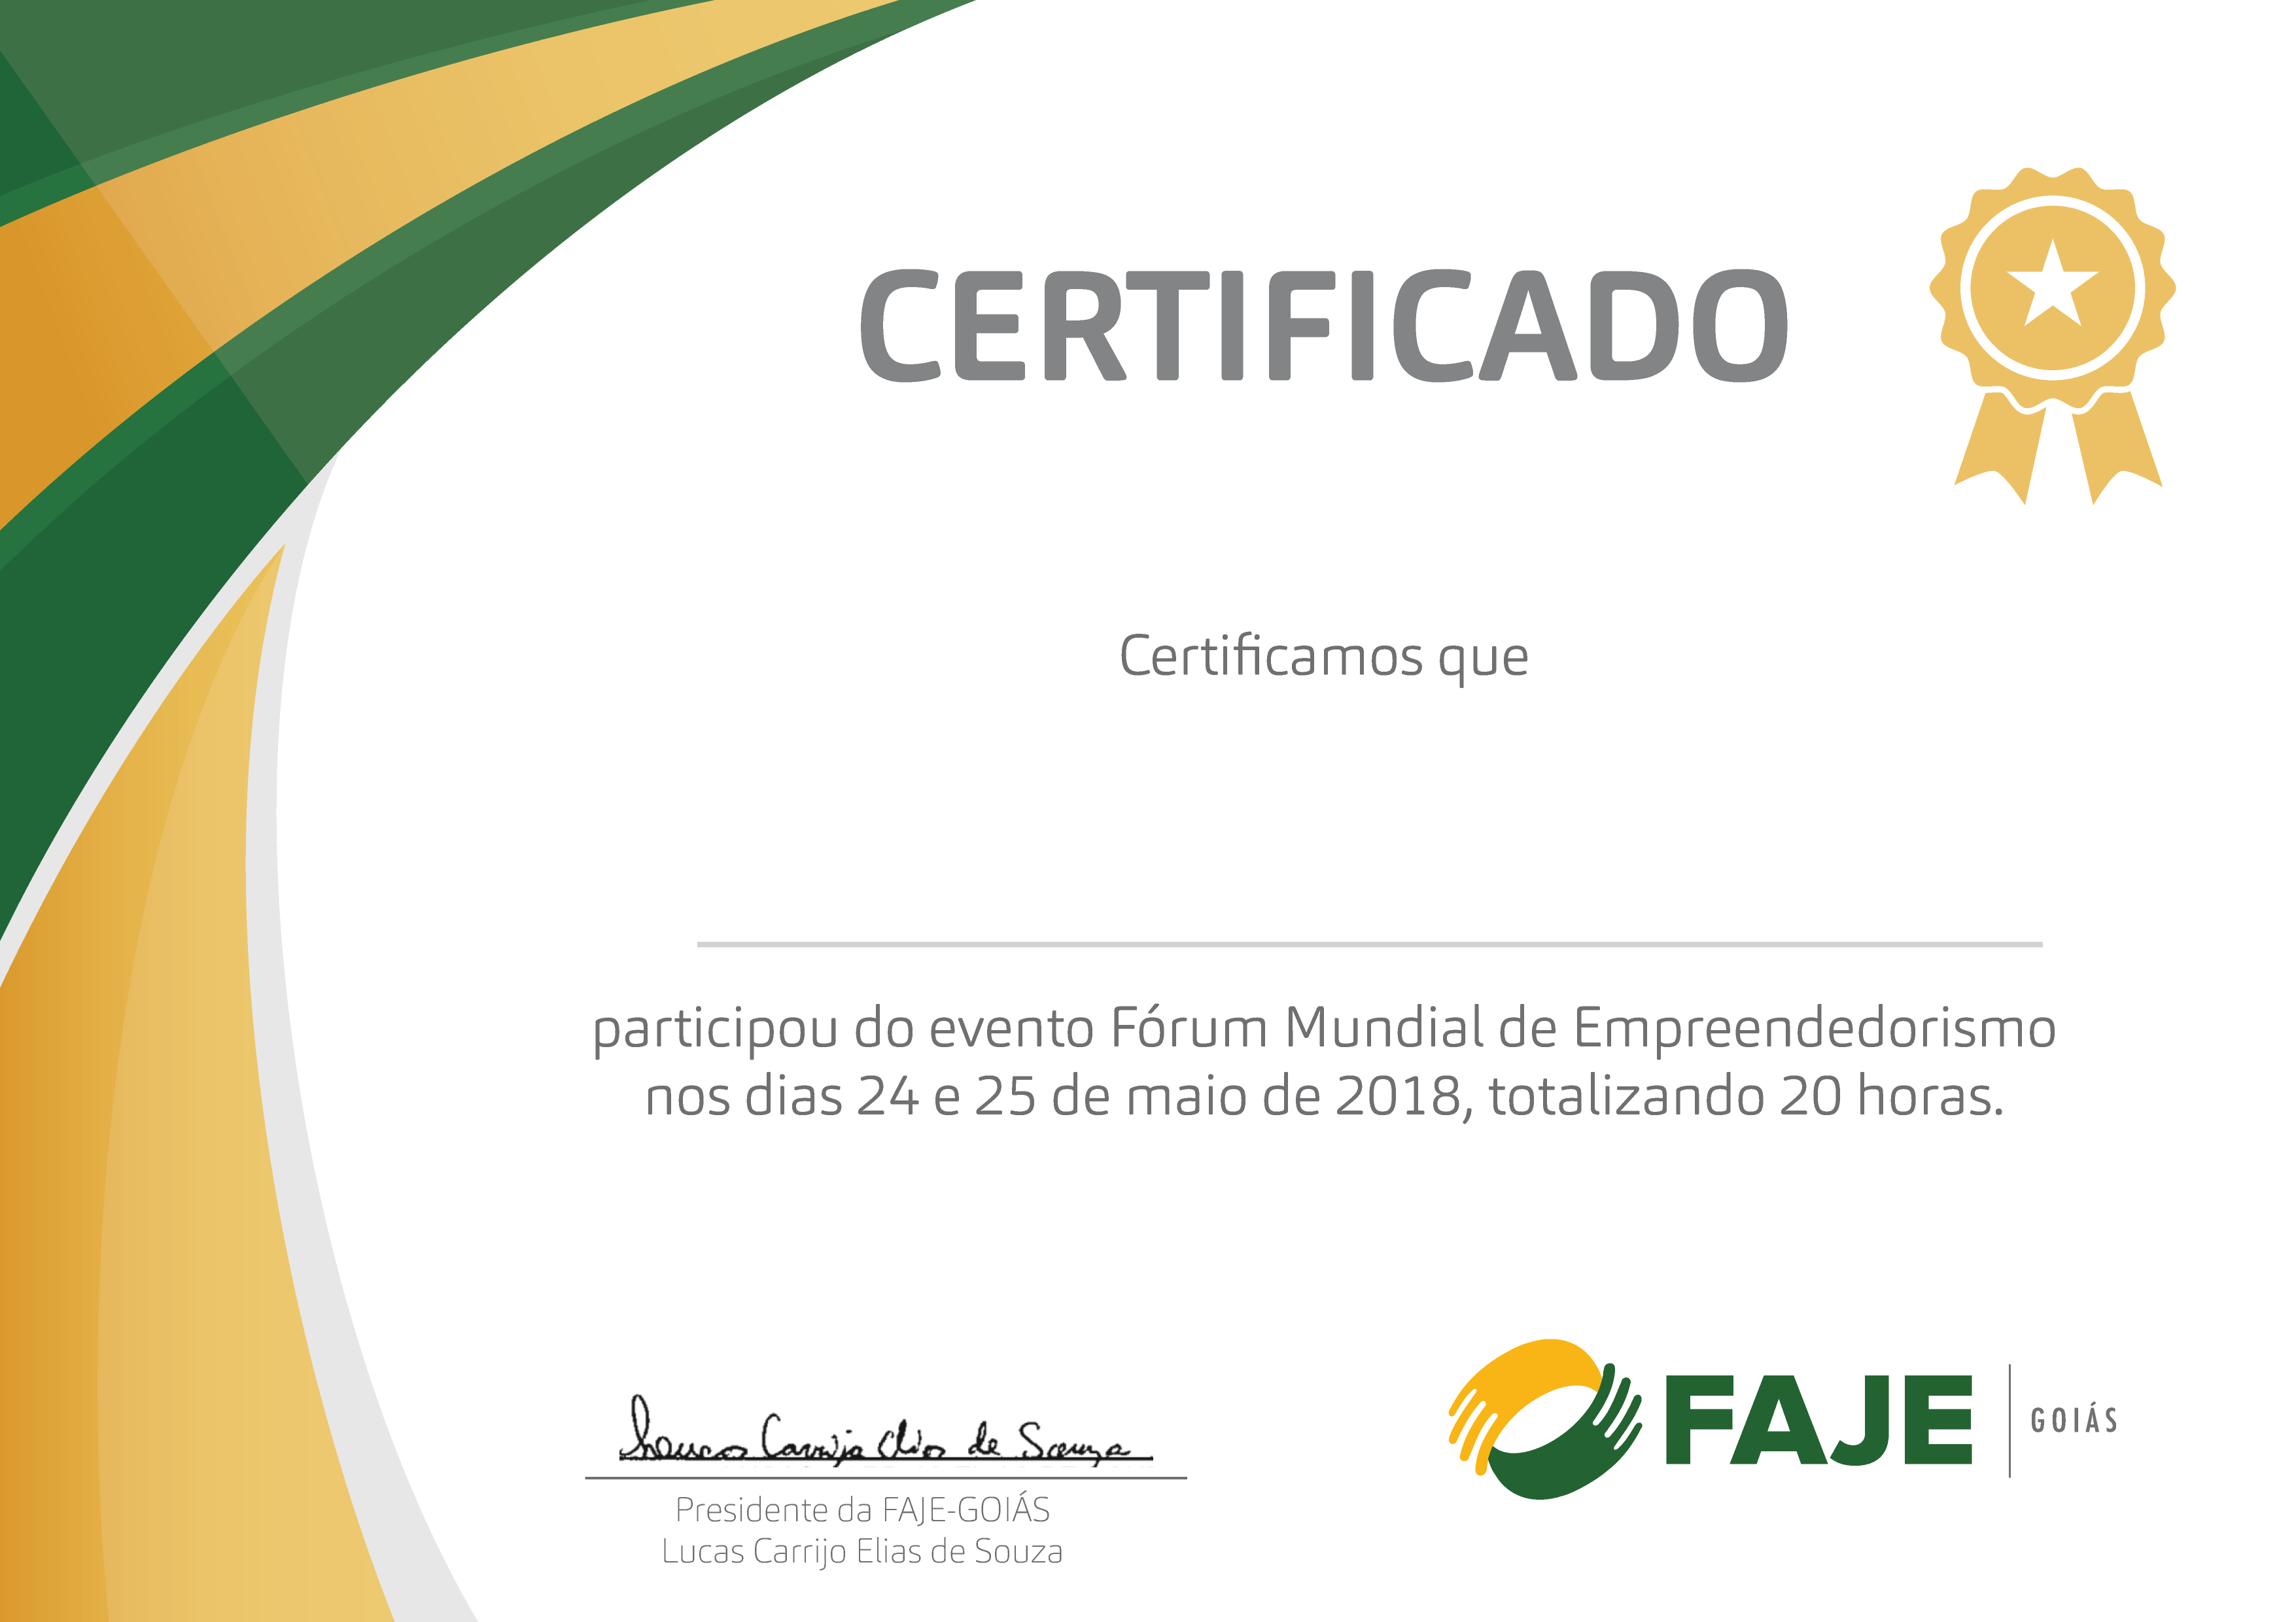 CERTIFICADO
Certificamos que
participou do evento Fórum Mundial de Empreendedorismo
nos dias 24 e 25 de maio de 2018, totalizando 20 horas.
Lucas Carrijo Elias de Souza
Presidente da FAJE-GOIÁS
Lucas Carrijo Elias de Souza
FAJE
GOIÁS